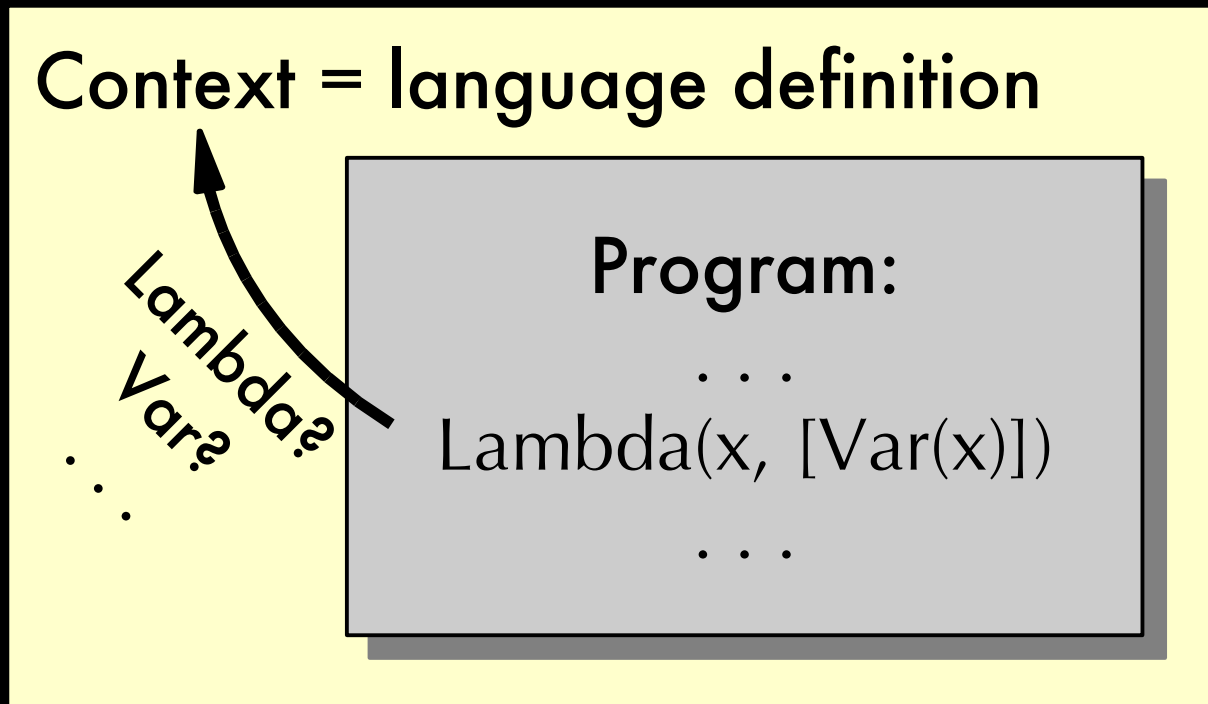 Context = language definition
Program:
. . .
Lambda?
Lambda(x, [Var(x)])
Var?
. . .
. . .